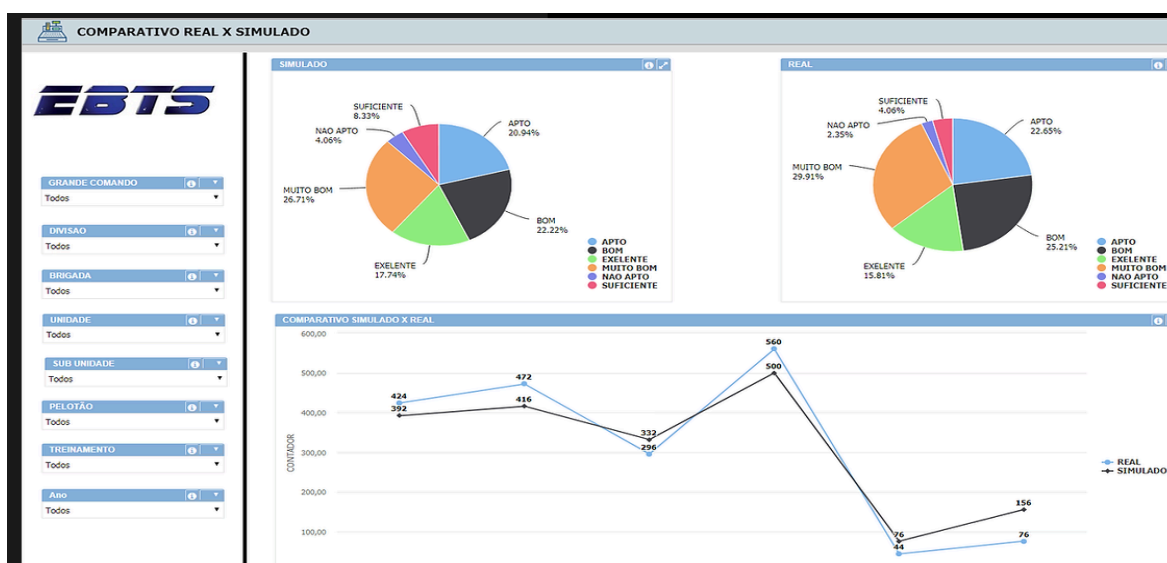 COMPARATIVO REAL X SIMULADO
EBTS
GRANDE COMANDO
Todos
DIVISAO
Todos
BRIGADA
Todos
UNIDADE
Todos
SUB UNIDADE
Todos
PELOTÃO
Todos
TREINAMENTO
Todos
Ano
Todos
SIMULADO
SUFICIENTE
8.33%
NAO APTO
4.06%
MUITO BOM
26.71%
EXELENTE
17.74%
APTO
20.94%
BOM
22.22%
APTO
BOM
EXELENTE
MUITO BOM
NAO APTO
SUFICIENTE
REAL
SUFICIENTE
4.06%
NAO APTO
2.35%
MUITO BOM
29.91%
EXELENTE
15.81%
APTO
22.65%
BOM
25.21%
APTO
BOM
EXELENTE
MUITO BOM
NAO APTO
SUFICIENTE
COMPARATIVO SIMULADO X REAL
CONTADOR
600,00
500,00
400,00
300,00
200,00
100,00
424
392
472
416
332
296
560
500
76
44
156
76
REAL
SIMULADO